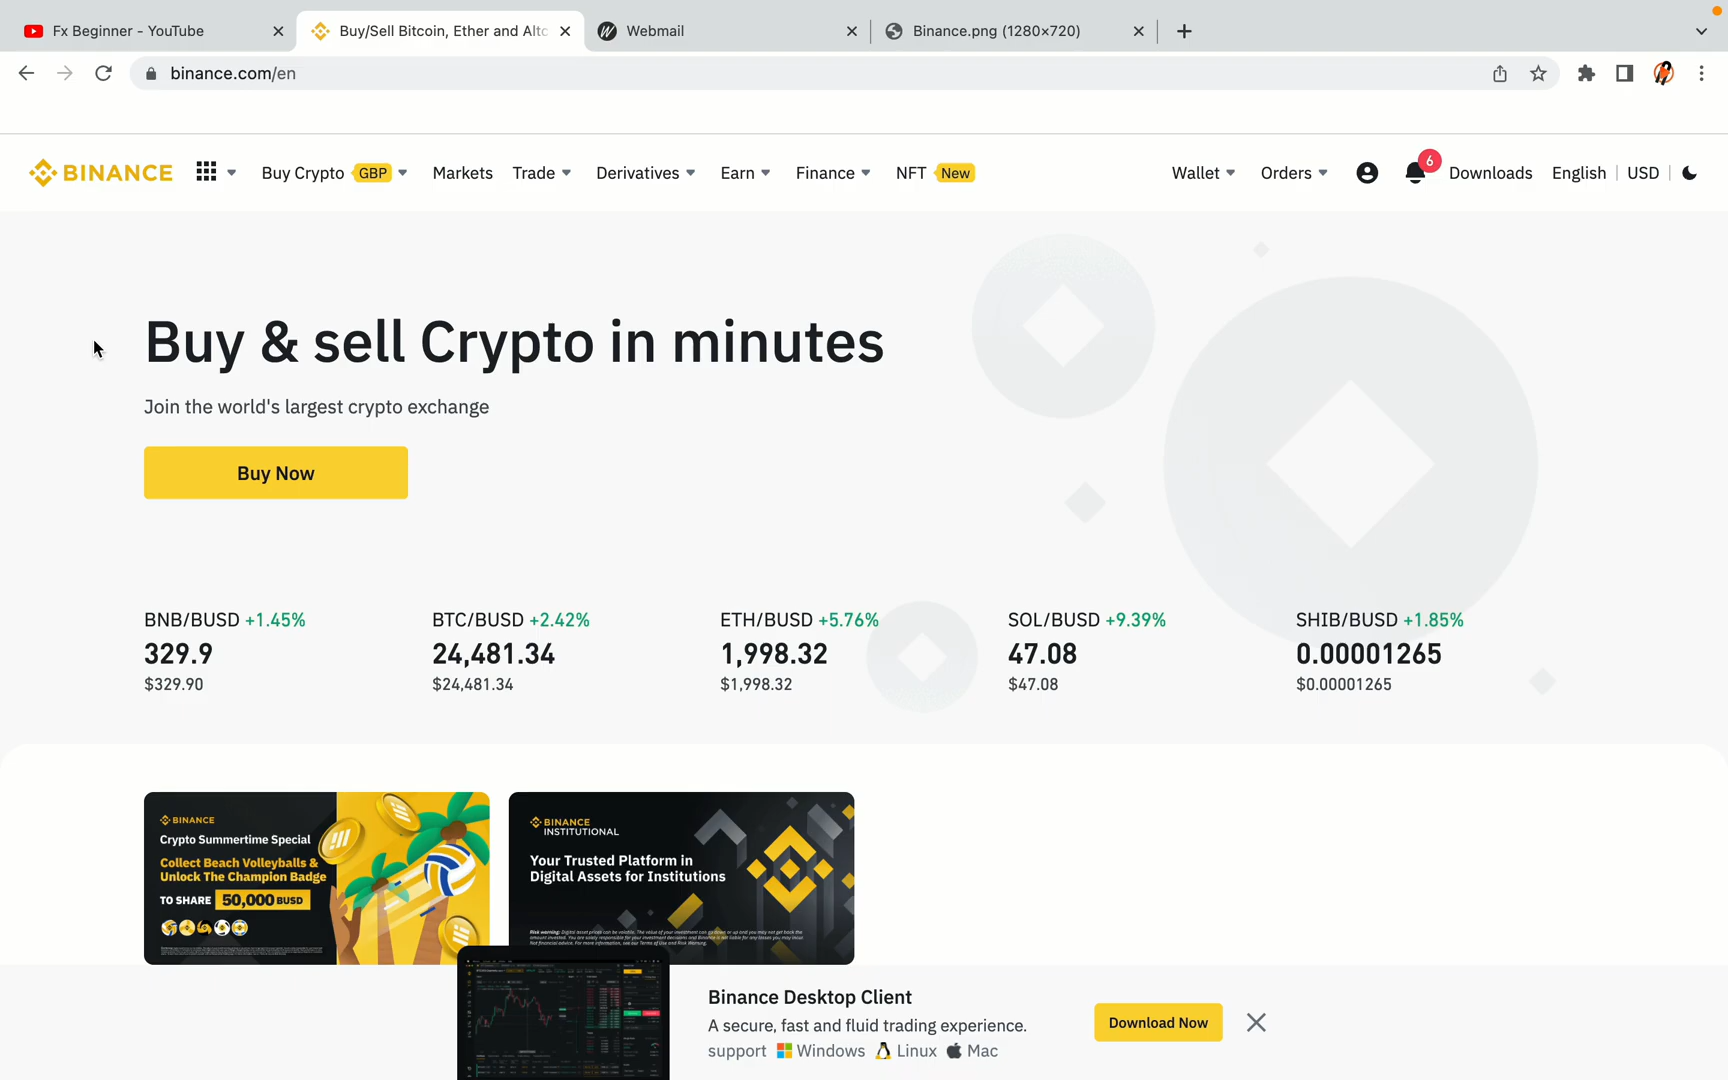 Fx Beginner - YouTube
Buy/Sell Bitcoin, Ether and Altc
Webmail
Binance.png (1280×720)
binance.com/en
BINANCE
Buy Crypto GBP
Markets
Trade
Derivatives
Earn
Finance
NFT New
Wallet
Orders
6
Downloads
English
USD
Buy & sell Crypto in minutes
Join the world's largest crypto exchange
Buy Now
BNB/BUSD +1.45%
329.9
$329.90
BTC/BUSD +2.42%
24,481.34
$24,481.34
ETH/BUSD +5.76%
1,998.32
$1,998.32
SOL/BUSD +9.39%
47.08
$47.08
SHIB/BUSD +1.85%
0.00001265
$0.00001265
BINANCE
Crypto Summertime Special
Collect Beach Volleyballs &
Unlock The Champion Badge
TO SHARE 50,000 BUSD
BINANCE
INSTITUTIONAL
Your Trusted Platform in
Digital Assets for Institutions
Binance Desktop Client
A secure, fast and fluid trading experience.
support Windows Linux Mac
Download Now